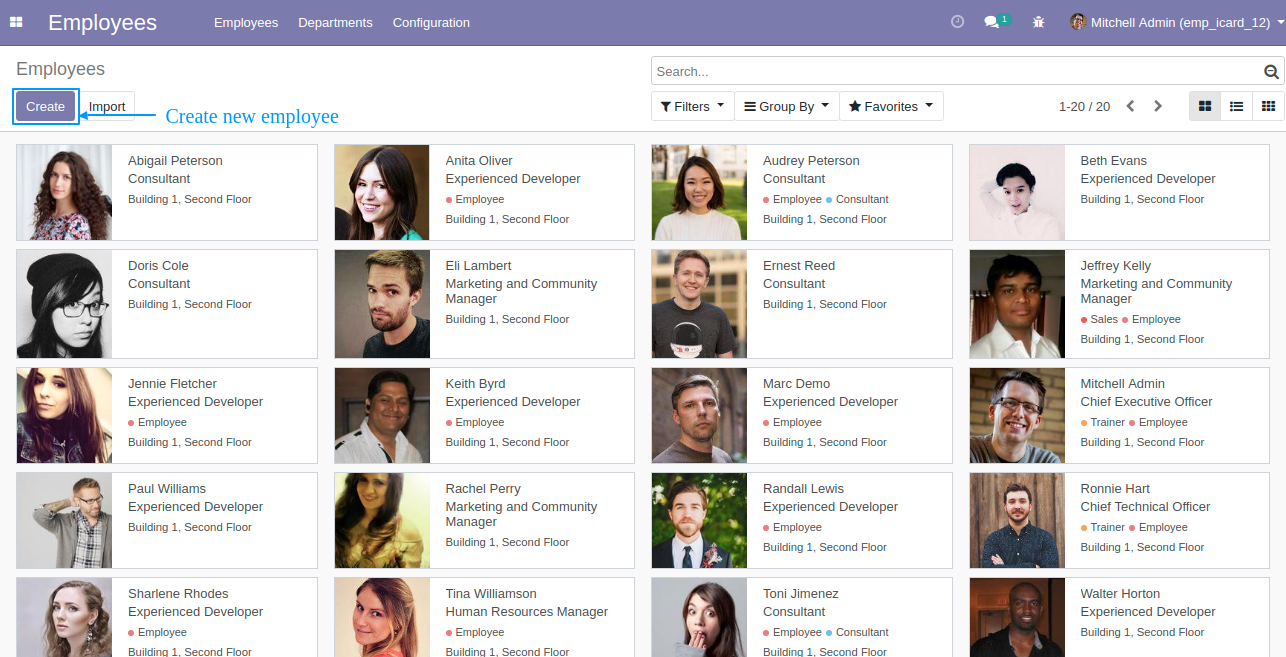 Employees Employees Departments Configuration 1 Mitchell Admin (emp_icard_12)
Employees
Search...
Create Import
Create new employee
Filters Group By Favorites 1-20 / 20
Abigail Peterson
Consultant
Building 1, Second Floor
Anita Oliver
Experienced Developer
Employee
Building 1, Second Floor
Audrey Peterson
Consultant
Employee Consultant
Building 1, Second Floor
Beth Evans
Experienced Developer
Building 1, Second Floor
Doris Cole
Consultant
Building 1, Second Floor
Eli Lambert
Marketing and Community
Manager
Building 1, Second Floor
Ernest Reed
Consultant
Building 1, Second Floor
Jeffrey Kelly
Marketing and Community
Manager
Sales Employee
Building 1, Second Floor
Jennie Fletcher
Experienced Developer
Employee
Building 1, Second Floor
Keith Byrd
Experienced Developer
Employee
Building 1, Second Floor
Marc Demo
Experienced Developer
Employee
Building 1, Second Floor
Mitchell Admin
Chief Executive Officer
Trainer Employee
Building 1, Second Floor
Paul Williams
Experienced Developer
Building 1, Second Floor
Rachel Perry
Marketing and Community
Manager
Building 1, Second Floor
Randall Lewis
Experienced Developer
Employee
Building 1, Second Floor
Ronnie Hart
Chief Technical Officer
Trainer Employee
Building 1, Second Floor
Sharlene Rhodes
Experienced Developer
Employee
Building 1, Second Floor
Tina Williamson
Human Resources Manager
Employee
Building 1, Second Floor
Toni Jimenez
Consultant
Employee Consultant
Building 1, Second Floor
Walter Horton
Experienced Developer
Building 1, Second Floor